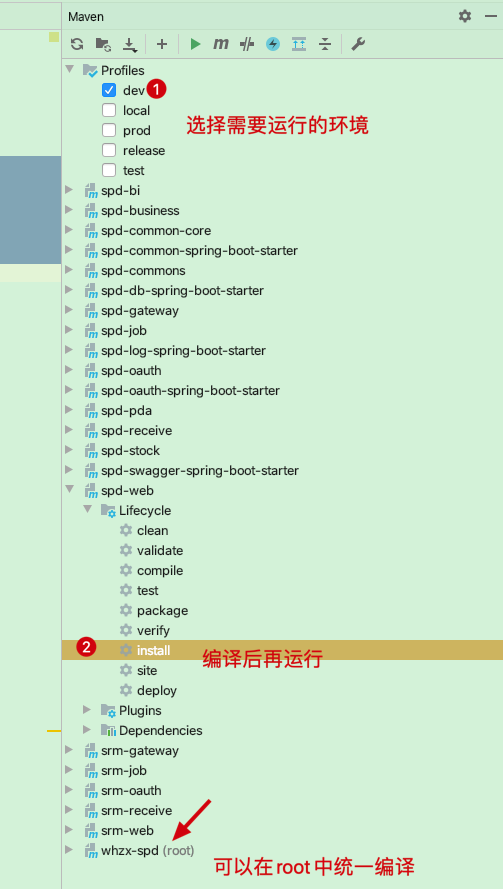 Maven
Profiles
dev 1
local
选择需要运行的环境
prod
release
test
spd-bi
spd-business
spd-common-core
spd-common-spring-boot-starter
spd-commons
spd-db-spring-boot-starter
spd-gateway
spd-job
spd-log-spring-boot-starter
spd-oauth
spd-oauth-spring-boot-starter
spd-pda
spd-receive
spd-stock
spd-swagger-spring-boot-starter
spd-web
Lifecycle
clean
validate
compile
test
package
verify
2 install 编译后再运行
site
deploy
Plugins
Dependencies
srm-gateway
srm-job
srm-oauth
srm-receive
srm-web
whzx-spd (root)
可以在root中统一编译